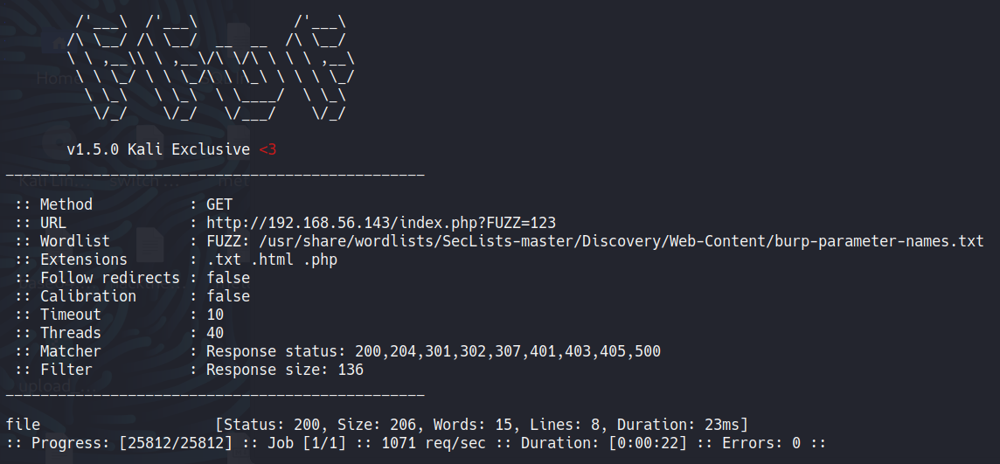 /'___\  /'___\           /'___\
/\ \__/ /\ \__/  __  __  /\ \__/
\ \ ,__\\ \ ,__\/\ \/\ \ \ \ ,__\
 \ \ \_/ \ \ \_/\ \ \_\ \ \ \ \_/
  \ \_\   \ \_\  \ \____/  \ \_\
   \/_/    \/_/   \/___/    \/_/
v1.5.0 Kali Exclusive <3
________________________________________________
:: Method           : GET
:: URL              : http://192.168.56.143/index.php?FUZZ=123
:: Wordlist         : FUZZ: /usr/share/wordlists/SecLists-master/Discovery/Web-Content/burp-parameter-names.txt
:: Extensions       : .txt .html .php
:: Follow redirects : false
:: Calibration      : false
:: Timeout          : 10
:: Threads          : 40
:: Matcher          : Response status: 200,204,301,302,307,401,403,405,500
:: Filter           : Response size: 136
________________________________________________
file                    [Status: 200, Size: 206, Words: 15, Lines: 8, Duration: 23ms]
:: Progress: [25812/25812] :: Job [1/1] :: 1071 req/sec :: Duration: [0:00:22] :: Errors: 0 ::